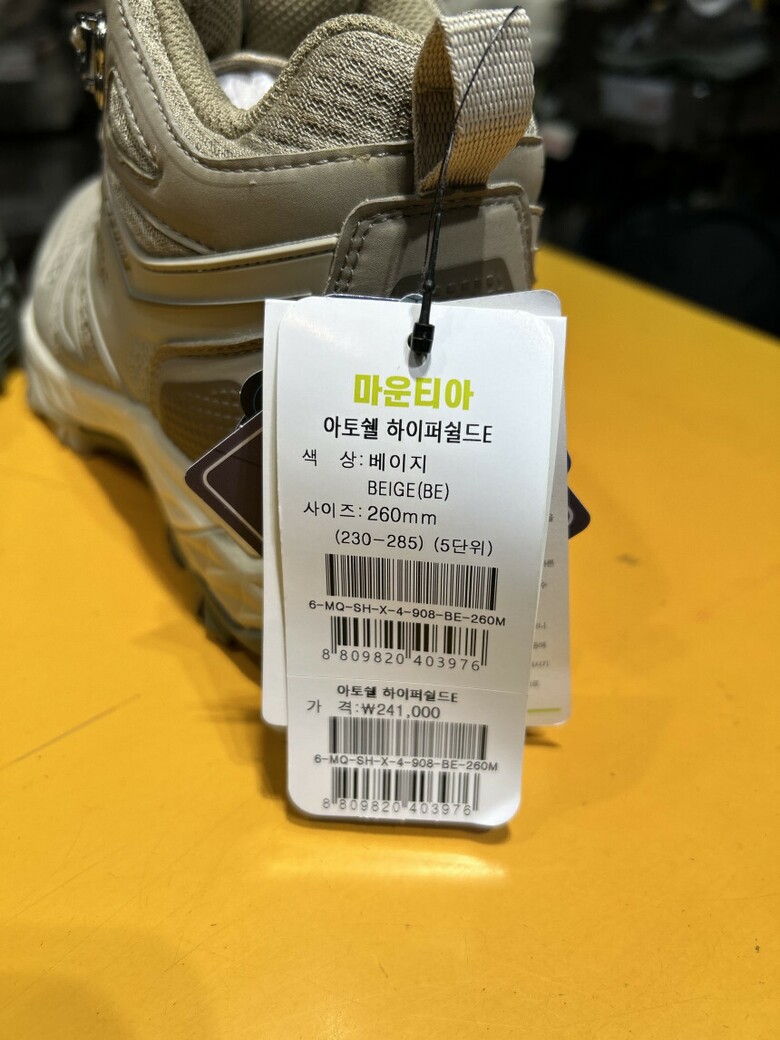 마운티아
아토쉘 하이퍼쉴드E
색 상:베이지
BEIGE(BE)
사이즈:260mm
(230-285) (5단위)
6-MQ-SH-X-4-908-BE-260M
8 809820 403976
아토쉘 하이퍼쉴드E
가 격:₩241,000
6-MQ-SH-X-4-908-BE-260M
8 809820 403976